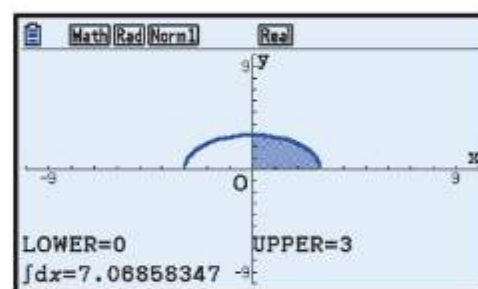 Math Rad Norm1 Real
9 y
-9 O 9 x
LOWER=0 UPPER=3
∫dx=7.06858347 -9